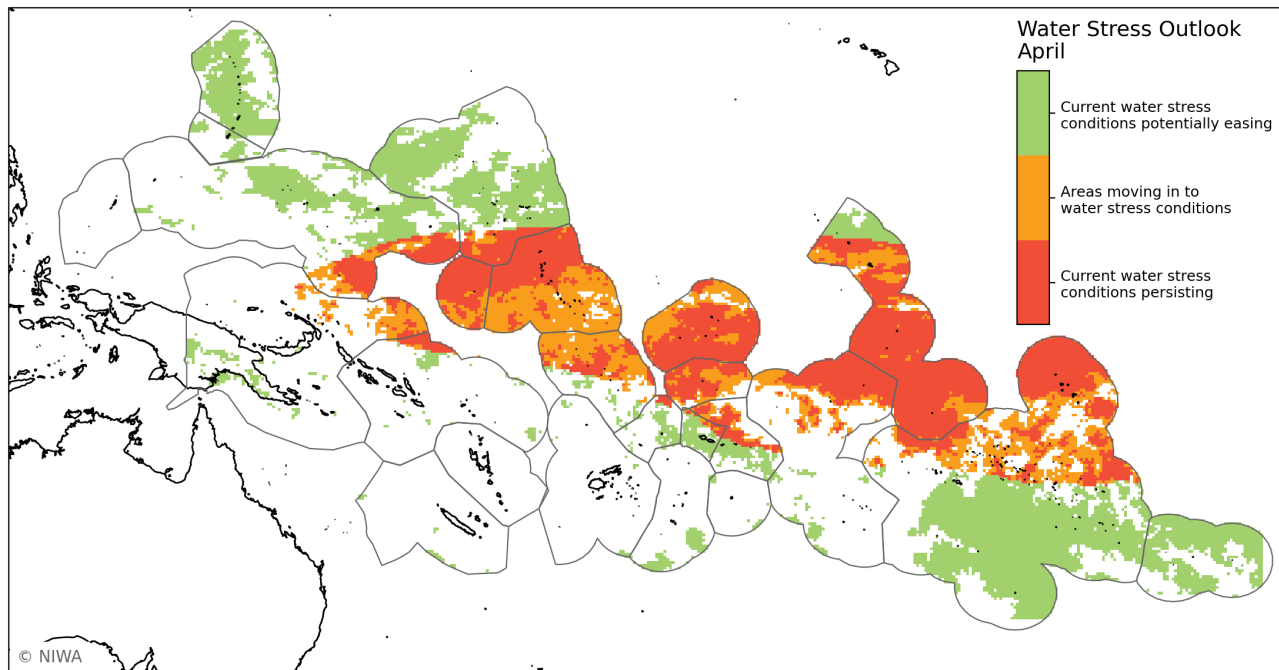 Water Stress Outlook
April
Current water stress
conditions potentially easing
Areas moving in to
water stress conditions
Current water stress
conditions persisting
© NIWA